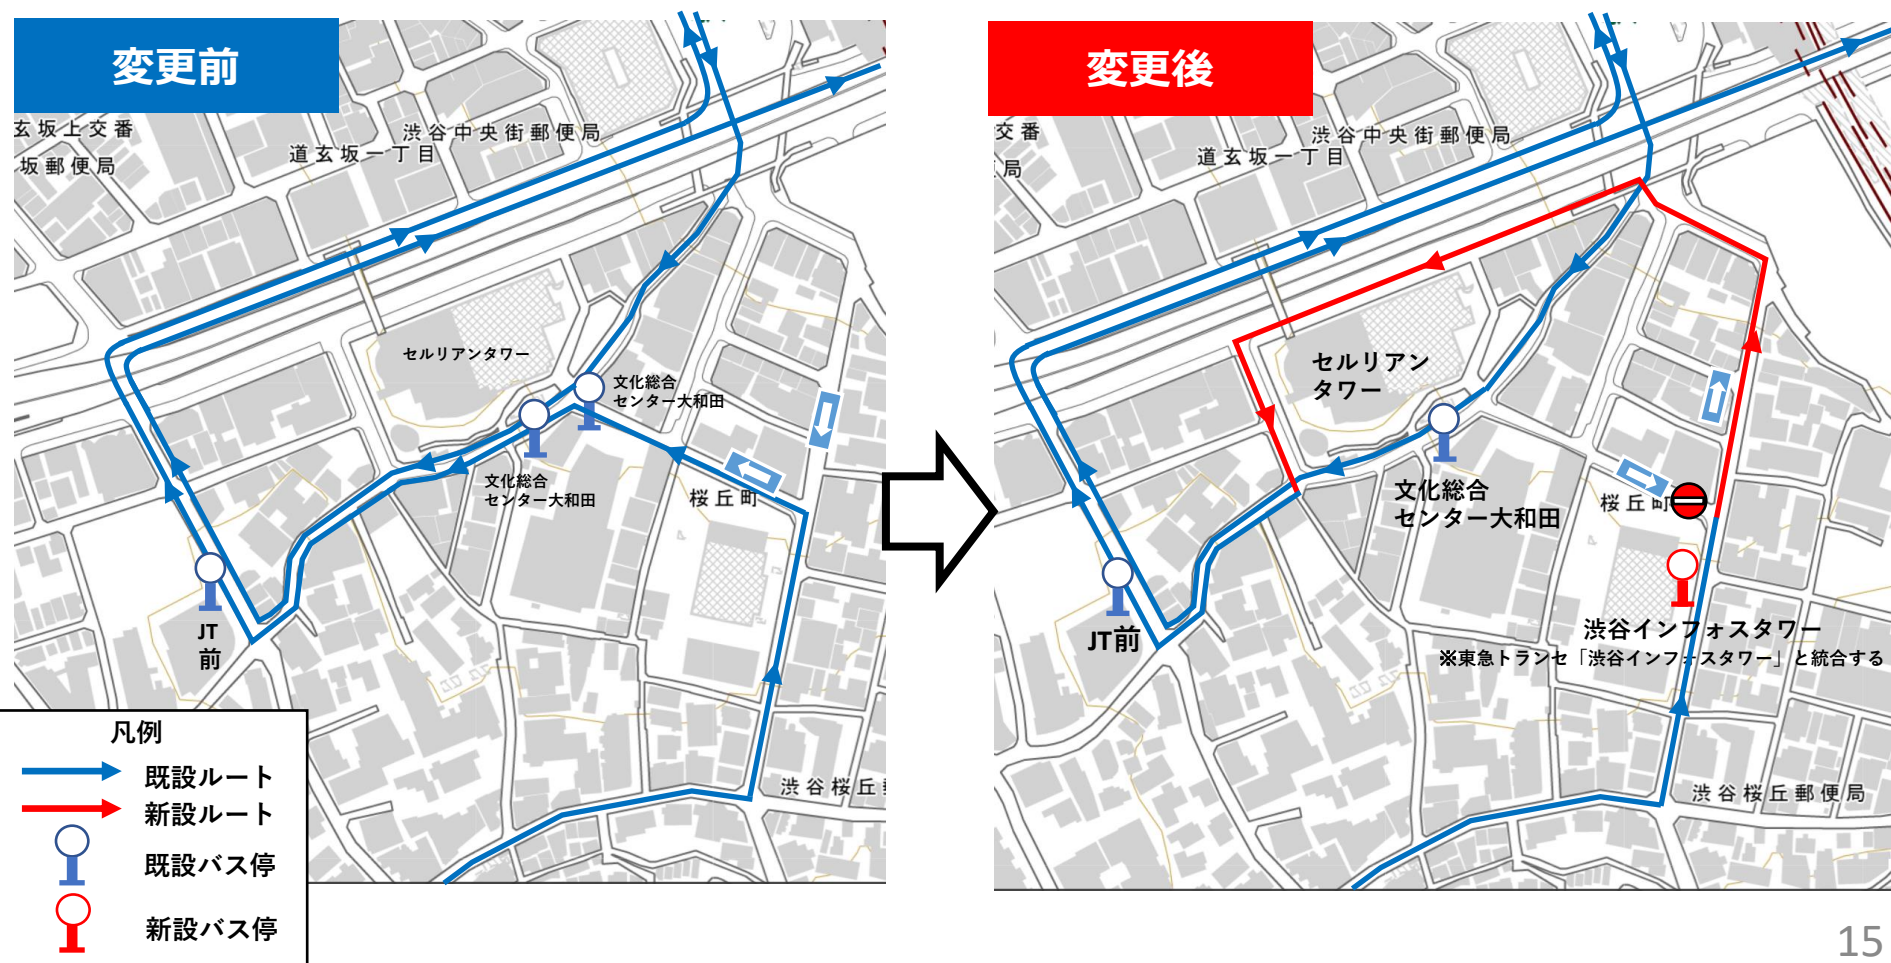 変更前
玄坂上交番
坂郵便局
渋谷中央街郵便局
道玄坂一丁目
セルリアンタワー
文化総合
センター大和田
文化総合
センター大和田
桜丘町
JT
前
渋谷桜丘
凡例
既設ルート
新設ルート
既設バス停
新設バス停
変更後
交番
局
渋谷中央街郵便局
道玄坂一丁目
セルリアン
タワー
文化総合
センター大和田
桜丘町
JT前
渋谷インフォスタワー
※東急トランセ「渋谷インフォスタワー」と統合する
渋谷桜丘郵便局
15